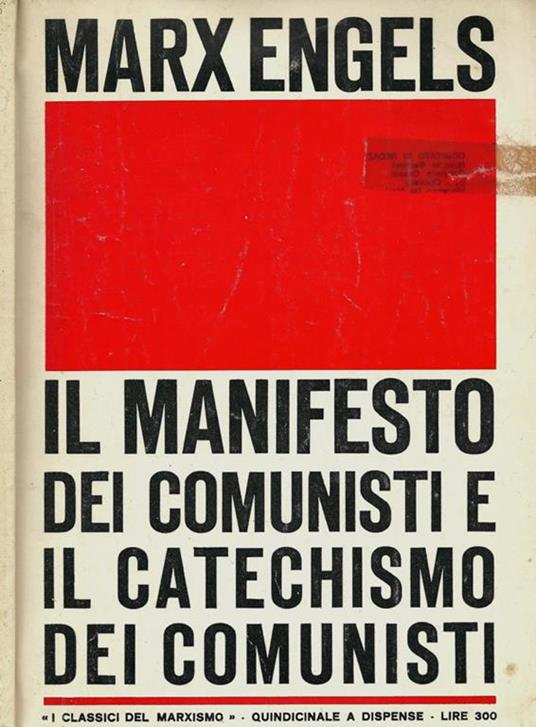 MARX ENGELS
IL MANIFESTO
DEI COMUNISTI E
IL CATECHISMO
DEI COMUNISTI
« I CLASSICI DEL MARXISMO » - QUINDICINALE A DISPENSE - LIRE 300